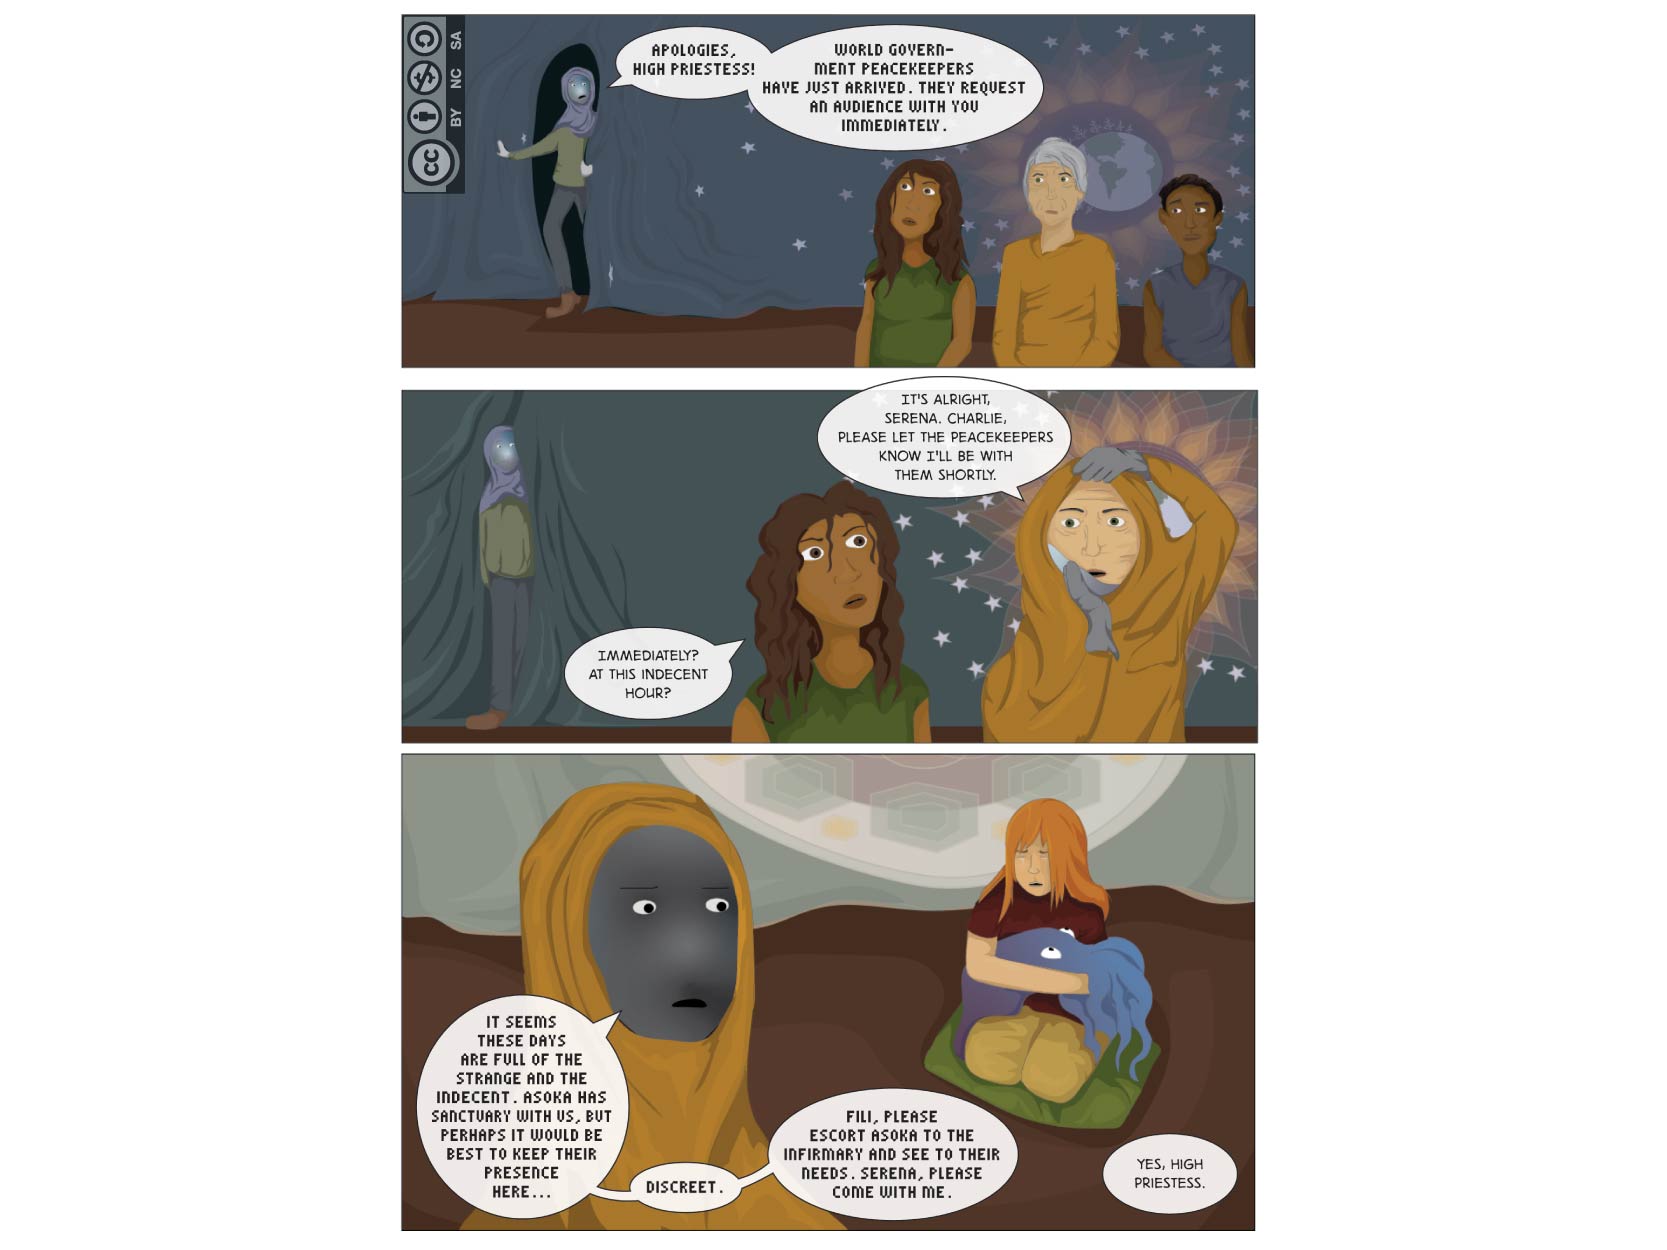 APOLOGIES,
HIGH PRIESTESS!
WORLD GOVERN-
MENT PEACEKEEPERS
HAVE JUST ARRIVED. THEY REQUEST
AN AUDIENCE WITH YOU
IMMEDIATELY.
BY NC SA
cc
IT'S ALRIGHT,
SERENA. CHARLIE,
PLEASE LET THE PEACEKEEPERS
KNOW I'LL BE WITH
THEM SHORTLY.
IMMEDIATELY?
AT THIS INDECENT
HOUR?
IT SEEMS
THESE DAYS
ARE FULL OF THE
STRANGE AND THE
INDECENT. ASOKA HAS
SANCTUARY WITH US, BUT
PERHAPS IT WOULD BE
BEST TO KEEP THEIR
PRESENCE
HERE...
DISCREET.
FILI, PLEASE
ESCORT ASOKA TO THE
INFIRMARY AND SEE TO THEIR
NEEDS. SERENA, PLEASE
COME WITH ME.
YES, HIGH
PRIESTESS.